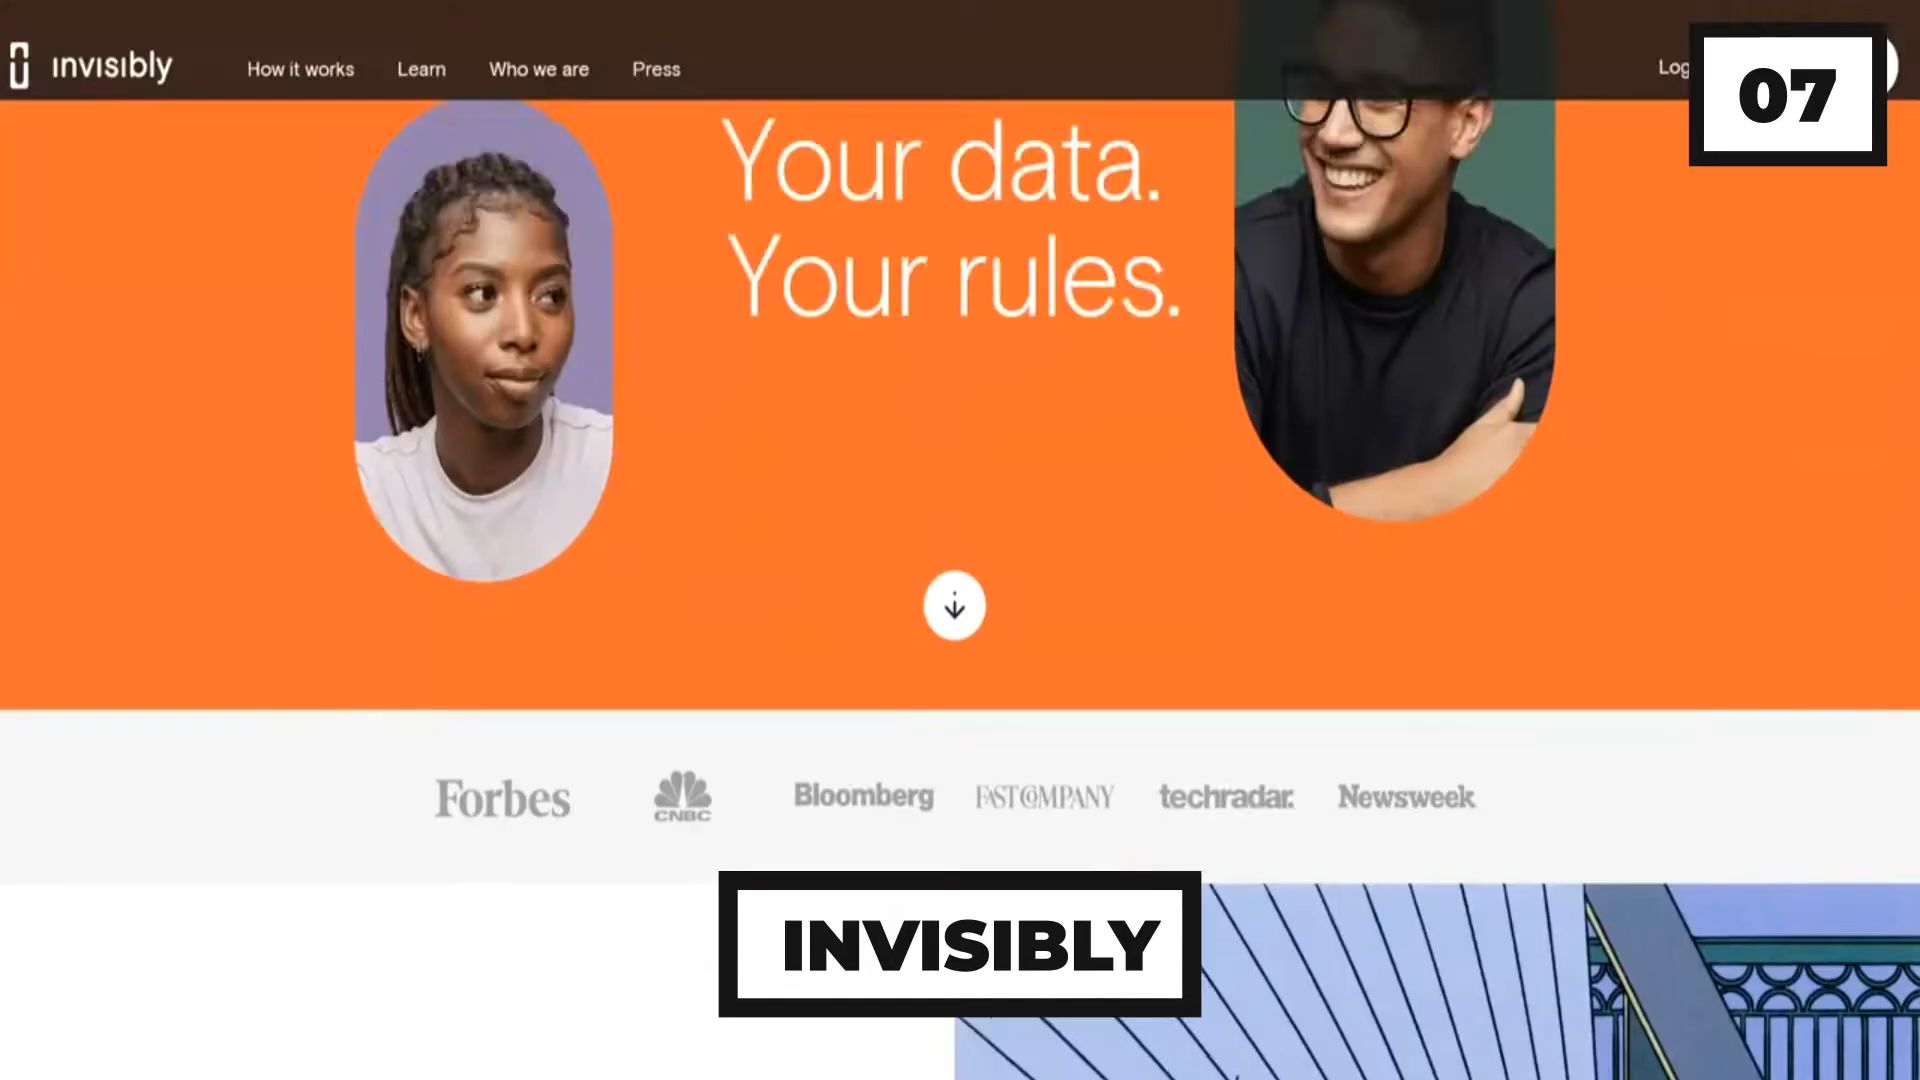 invisibly
How it works
Learn
Who we are
Press
Log
07
Your data.
Your rules.
Forbes
CNBC
Bloomberg
FAST COMPANY
techradar.
Newsweek
INVISIBLY